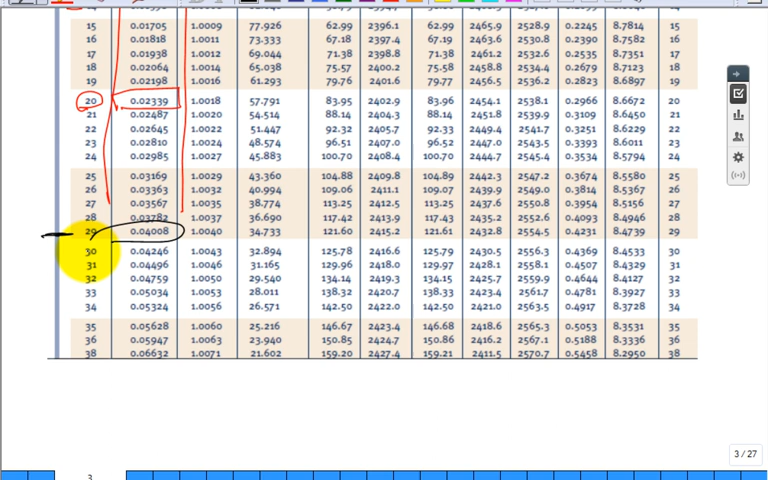 15 0.01705 1.0009 77.926 62.99 2396.1 62.99 2465.9 2528.9 0.2245 8.7814 15
16 0.01818 1.0011 73.333 67.18 2397.4 67.19 2463.6 2530.8 0.2390 8.7582 16
17 0.01938 1.0012 69.044 71.38 2398.8 71.38 2461.2 2532.6 0.2535 8.7351 17
18 0.02064 1.0014 65.038 75.57 2400.2 75.58 2458.8 2534.4 0.2679 8.7123 18
19 0.02198 1.0016 61.293 79.76 2401.6 79.77 2456.5 2536.2 0.2823 8.6897 19
20 0.02339 1.0018 57.791 83.95 2402.9 83.96 2454.1 2538.1 0.2966 8.6672 20
21 0.02487 1.0020 54.514 88.14 2404.3 88.14 2451.8 2539.9 0.3109 8.6450 21
22 0.02645 1.0022 51.447 92.32 2405.7 92.33 2449.4 2541.7 0.3251 8.6229 22
23 0.02810 1.0024 48.574 96.51 2407.0 96.52 2447.0 2543.5 0.3393 8.6011 23
24 0.02985 1.0027 45.883 100.70 2408.4 100.70 2444.7 2545.4 0.3534 8.5794 24
25 0.03169 1.0029 43.360 104.88 2409.8 104.89 2442.3 2547.2 0.3674 8.5580 25
26 0.03363 1.0032 40.994 109.06 2411.1 109.07 2439.9 2549.0 0.3814 8.5367 26
27 0.03567 1.0035 38.774 113.25 2412.5 113.25 2437.6 2550.8 0.3954 8.5156 27
28 0.03782 1.0037 36.690 117.42 2413.9 117.43 2435.2 2552.6 0.4093 8.4946 28
29 0.04008 1.0040 34.733 121.60 2415.2 121.61 2432.8 2554.5 0.4231 8.4739 29
30 0.04246 1.0043 32.894 125.78 2416.6 125.79 2430.5 2556.3 0.4369 8.4533 30
31 0.04496 1.0046 31.165 129.96 2418.0 129.97 2428.1 2558.1 0.4507 8.4329 31
32 0.04759 1.0050 29.540 134.14 2419.3 134.15 2425.7 2559.9 0.4644 8.4127 32
33 0.05034 1.0053 28.011 138.32 2420.7 138.33 2423.4 2561.7 0.4781 8.3927 33
34 0.05324 1.0056 26.571 142.50 2422.0 142.50 2421.0 2563.5 0.4917 8.3728 34
35 0.05628 1.0060 25.216 146.67 2423.4 146.68 2418.6 2565.3 0.5053 8.3531 35
36 0.05947 1.0063 23.940 150.85 2424.7 150.86 2416.2 2567.1 0.5188 8.3336 36
38 0.06632 1.0071 21.602 159.20 2427.4 159.21 2411.5 2570.7 0.5458 8.2950 38
3 / 27
3